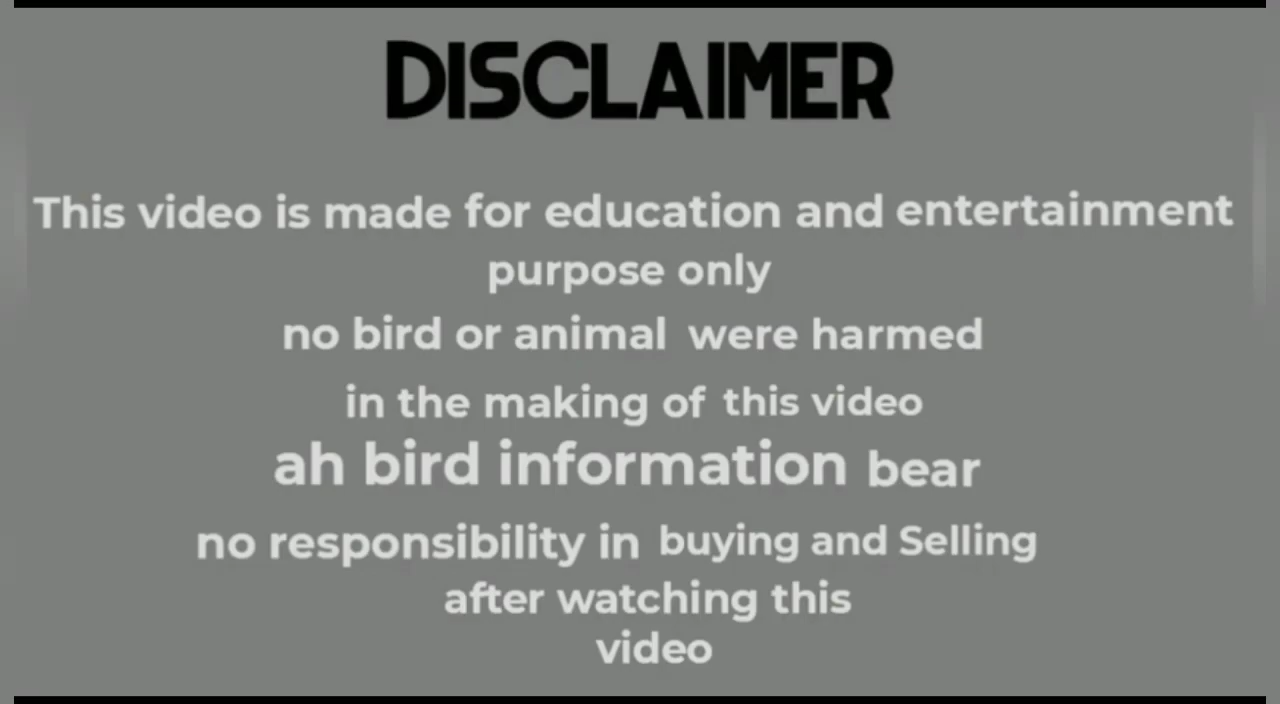 DISCLAIMER
This video is made for education and entertainment
purpose only
no bird or animal were harmed
in the making of this video
ah bird information bear
no responsibility in buying and Selling
after watching this
video